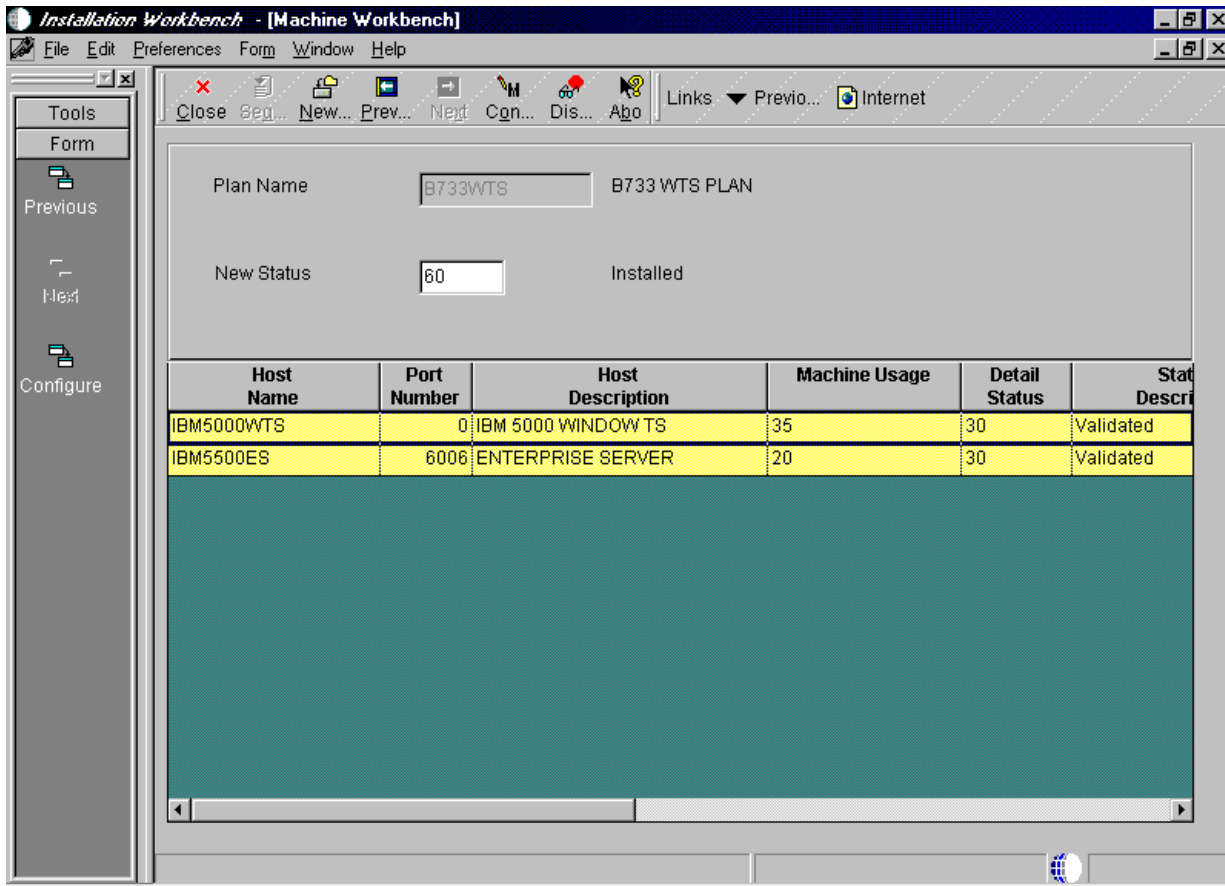 Installation Workbench - [Machine Workbench]
File Edit Preferences Form Window Help
Tools
Form
Previous
Next
Configure
Close Seq... New... Prev... Next Con... Dis... Abo Links Previo... Internet
Plan Name B733WTS B733 WTS PLAN
New Status 60 Installed
Host Name Port Number Host Description Machine Usage Detail Status Stat Descri
IBM5000WTS 0 IBM 5000 WINDOW TS 35 30 Validated
IBM5500ES 6006 ENTERPRISE SERVER 20 30 Validated